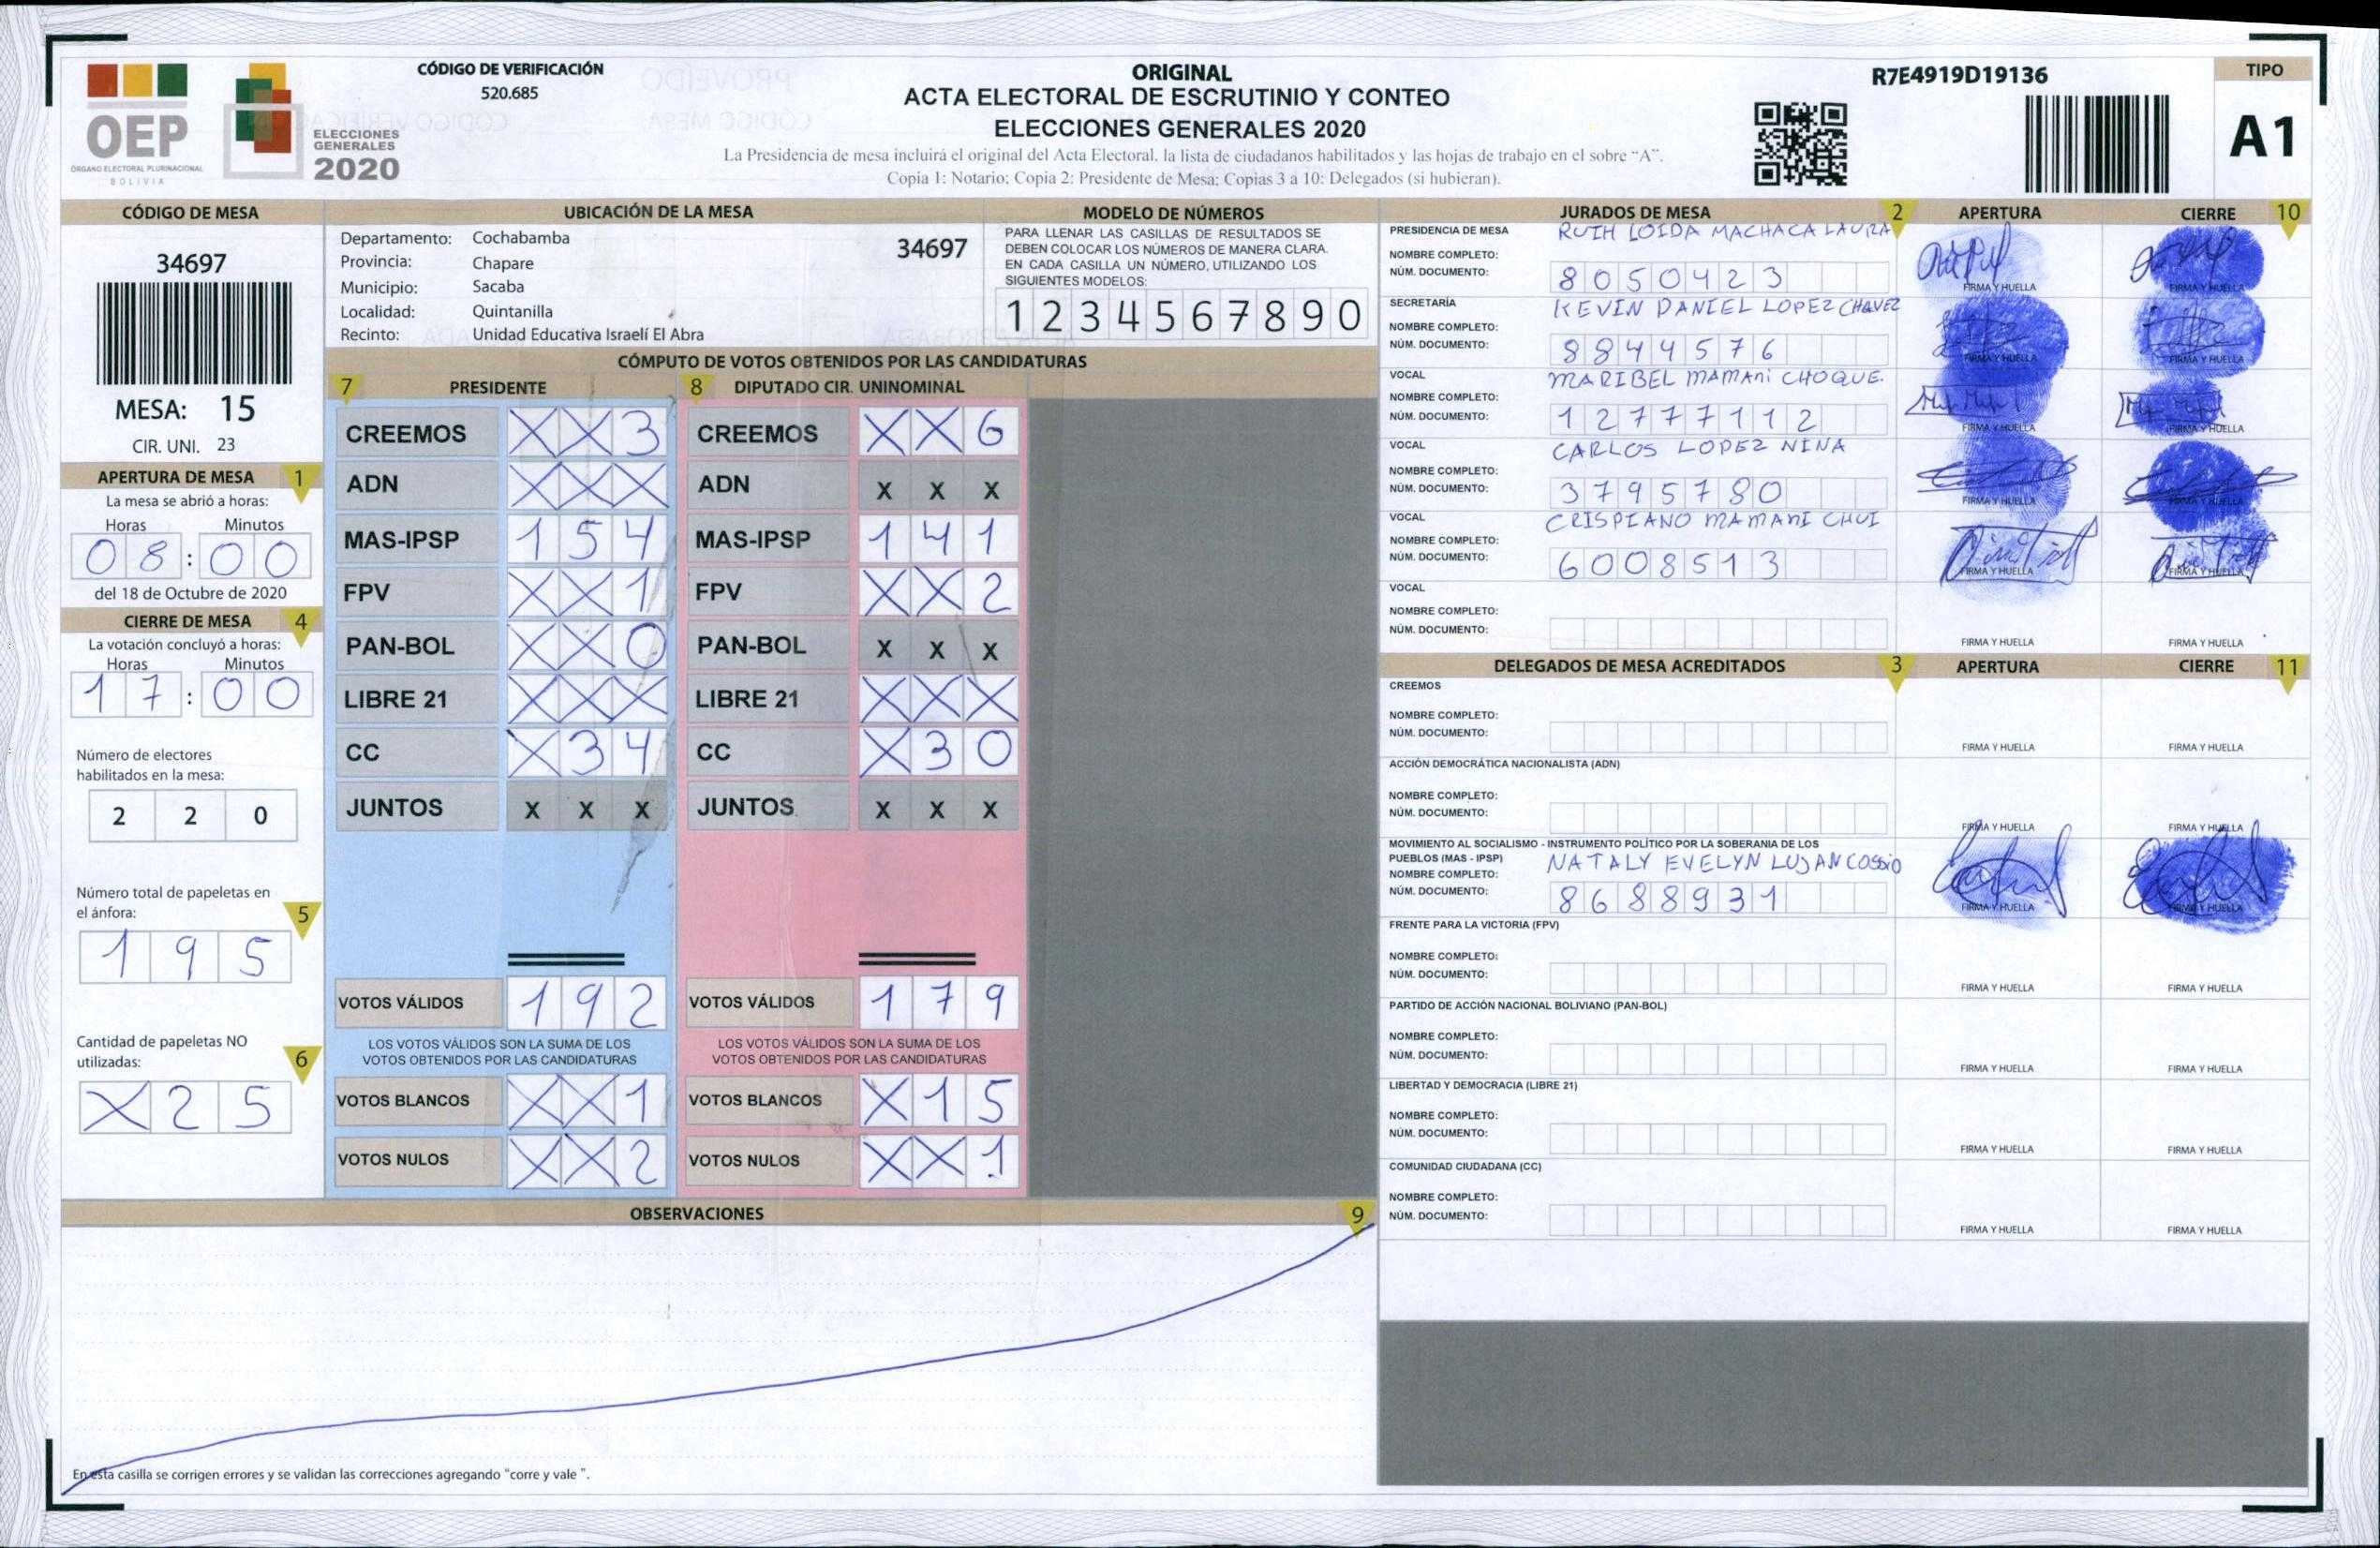 OEP
ÓRGANO ELECTORAL PLURINACIONAL
BOLIVIA
ELECCIONES
GENERALES
2020
CÓDIGO DE VERIFICACIÓN
520.685
ORIGINAL
ACTA ELECTORAL DE ESCRUTINIO Y CONTEO
ELECCIONES GENERALES 2020
La Presidencia de mesa incluirá el original del Acta Electoral, la lista de ciudadanos habilitados y las hojas de trabajo en el sobre "A".
Copia 1: Notario; Copia 2: Presidente de Mesa; Copias 3 a 10: Delegados (si hubieran).
R7E4919D19136
TIPO
A1
CÓDIGO DE MESA
34697
MESA: 15
CIR. UNI. 23
APERTURA DE MESA 1
La mesa se abrió a horas:
Horas Minutos
08:00
del 18 de Octubre de 2020
CIERRE DE MESA 4
La votación concluyó a horas:
Horas Minutos
17:00
Número de electores
habilitados en la mesa:
2 2 0
Número total de papeletas en
el ánfora: 5
1 9 5
Cantidad de papeletas NO
utilizadas: 6
X 2 5
UBICACIÓN DE LA MESA
Departamento: Cochabamba 34697
Provincia: Chapare
Municipio: Sacaba
Localidad: Quintanilla
Recinto: Unidad Educativa Israelí El Abra
MODELO DE NÚMEROS
PARA LLENAR LAS CASILLAS DE RESULTADOS SE
DEBEN COLOCAR LOS NÚMEROS DE MANERA CLARA.
EN CADA CASILLA UN NÚMERO, UTILIZANDO LOS
SIGUIENTES MODELOS:
1 2 3 4 5 6 7 8 9 0
CÓMPUTO DE VOTOS OBTENIDOS POR LAS CANDIDATURAS
7 PRESIDENTE 8 DIPUTADO CIR. UNINOMINAL
CREEMOS X X 3 CREEMOS X X 6
ADN X X X ADN X X X
MAS-IPSP 1 5 4 MAS-IPSP 1 4 1
FPV X X 1 FPV X X 2
PAN-BOL X X 0 PAN-BOL X X X
LIBRE 21 X X X LIBRE 21 X X X
CC X 3 4 CC X 3 0
JUNTOS X X X JUNTOS X X X
VOTOS VÁLIDOS 1 9 2 VOTOS VÁLIDOS 1 7 9
LOS VOTOS VÁLIDOS SON LA SUMA DE LOS LOS VOTOS VÁLIDOS SON LA SUMA DE LOS
VOTOS OBTENIDOS POR LAS CANDIDATURAS VOTOS OBTENIDOS POR LAS CANDIDATURAS
VOTOS BLANCOS X X 1 VOTOS BLANCOS X 1 5
VOTOS NULOS X X 2 VOTOS NULOS X X 1
OBSERVACIONES 9
En esta casilla se corrigen errores y se validan las correcciones agregando "corre y vale ".
JURADOS DE MESA 2 APERTURA CIERRE 10
PRESIDENCIA DE MESA RUTH LOIDA MACHACA LAURA
NOMBRE COMPLETO:
NÚM. DOCUMENTO: 8050423 FIRMA Y HUELLA FIRMA Y HUELLA
SECRETARÍA KEVIN DANIEL LOPEZ CHAVEZ
NOMBRE COMPLETO:
NÚM. DOCUMENTO: 8844576 FIRMA Y HUELLA FIRMA Y HUELLA
VOCAL MARIBEL MAMANI CHOQUE.
NOMBRE COMPLETO:
NÚM. DOCUMENTO: 12777112 FIRMA Y HUELLA FIRMA Y HUELLA
VOCAL CARLOS LOPEZ NINA
NOMBRE COMPLETO:
NÚM. DOCUMENTO: 3795780 FIRMA Y HUELLA FIRMA Y HUELLA
VOCAL CRISPIANO MAMANI CHUI
NOMBRE COMPLETO:
NÚM. DOCUMENTO: 6008513 FIRMA Y HUELLA FIRMA Y HUELLA
VOCAL
NOMBRE COMPLETO:
NÚM. DOCUMENTO: FIRMA Y HUELLA FIRMA Y HUELLA
DELEGADOS DE MESA ACREDITADOS 3 APERTURA CIERRE 11
CREEMOS
NOMBRE COMPLETO:
NÚM. DOCUMENTO: FIRMA Y HUELLA FIRMA Y HUELLA
ACCIÓN DEMOCRÁTICA NACIONALISTA (ADN)
NOMBRE COMPLETO:
NÚM. DOCUMENTO: FIRMA Y HUELLA FIRMA Y HUELLA
MOVIMIENTO AL SOCIALISMO - INSTRUMENTO POLÍTICO POR LA SOBERANIA DE LOS
PUEBLOS (MAS - IPSP) NATALY EVELYN LUJAN COSSIO
NOMBRE COMPLETO:
NÚM. DOCUMENTO: 8688931 FIRMA Y HUELLA FIRMA Y HUELLA
FRENTE PARA LA VICTORIA (FPV)
NOMBRE COMPLETO:
NÚM. DOCUMENTO: FIRMA Y HUELLA FIRMA Y HUELLA
PARTIDO DE ACCIÓN NACIONAL BOLIVIANO (PAN-BOL)
NOMBRE COMPLETO:
NÚM. DOCUMENTO: FIRMA Y HUELLA FIRMA Y HUELLA
LIBERTAD Y DEMOCRACIA (LIBRE 21)
NOMBRE COMPLETO:
NÚM. DOCUMENTO: FIRMA Y HUELLA FIRMA Y HUELLA
COMUNIDAD CIUDADANA (CC)
NOMBRE COMPLETO:
NÚM. DOCUMENTO: FIRMA Y HUELLA FIRMA Y HUELLA